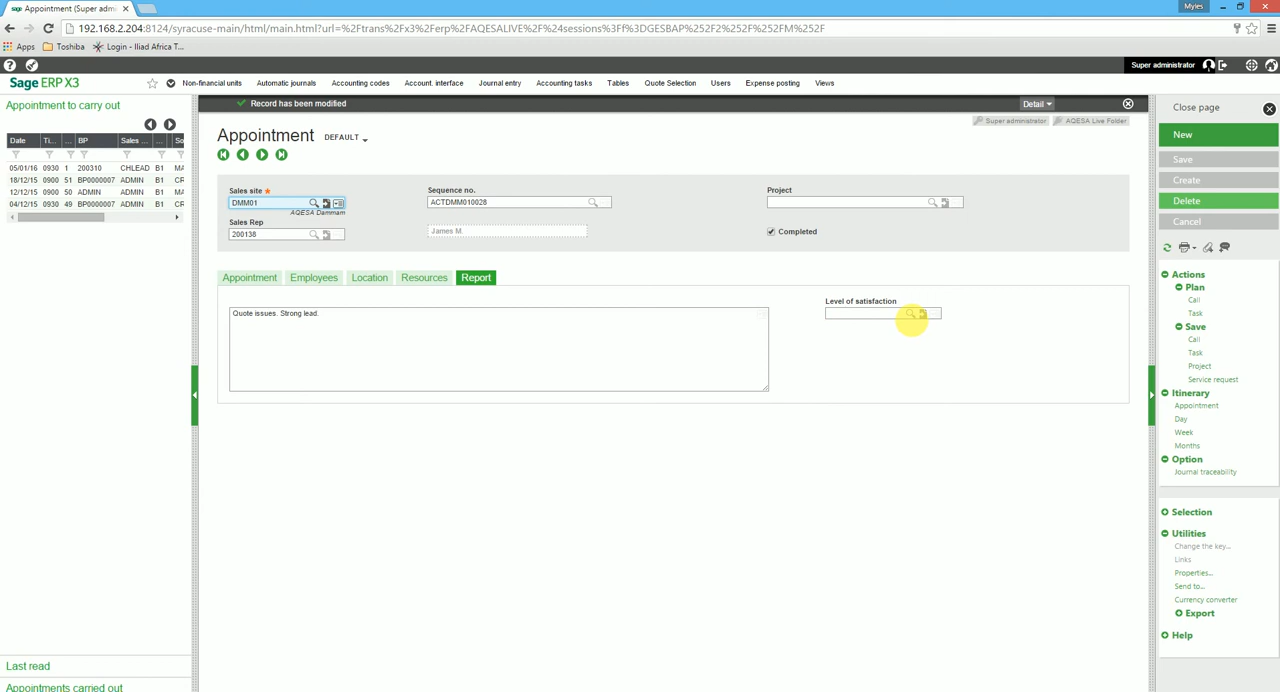 sage Appointment (Super admi ×
Myles
192.168.2.204:8124/syracuse-main/html/main.html?url=%2Ftrans%2Fx3%2Ferp%2FAQESALIVE%2F%24sessions%3Ff%3DGESBAP%252F2%252F%252FM%252F
Apps Toshiba Login - Iliad Africa T...
Super administrator
Sage ERP X3
Non-financial units Automatic journals Accounting codes Account. interface Journal entry Accounting tasks Tables Quote Selection Users Expense posting Views
Appointment to carry out
Date Ti... ... BP Sales ... ... Sc
05/01/16 0930 1 200310 CHLEAD B1 MA
18/12/15 0930 51 BP0000007 ADMIN B1 CR
12/12/15 0930 50 ADMIN ADMIN B1 MA
04/12/15 0930 49 BP0000007 ADMIN B1 CR
Last read
Appointments carried out
Record has been modified
Detail
Appointment DEFAULT
Super administrator AQESA Live Folder
Sales site *
DMM01
AQESA Dammam
Sequence no.
ACTDMM010028
Project
Sales Rep
200138
James M.
Completed
Appointment Employees Location Resources Report
Quote issues. Strong lead.
Level of satisfaction
Close page
New
Save
Create
Delete
Cancel
Actions
Plan
Call
Task
Save
Call
Task
Project
Service request
Itinerary
Appointment
Day
Week
Months
Option
Journal traceability
Selection
Utilities
Change the key...
Links
Properties...
Send to...
Currency converter
Export
Help